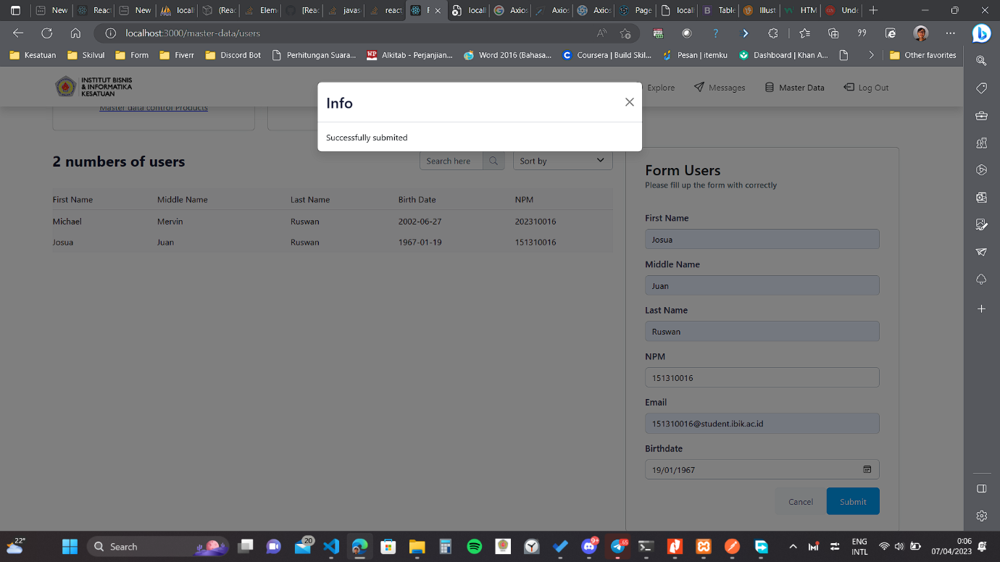 New
React
New
locall
(Reac
Eleme
[Reac
javas
react
R
locall
Axios
Axios
Axios
Page
locall
Table
Illust
HTM
Unde
localhost:3000/master-data/users
Kesatuan
Skilvul
Form
Fiverr
Discord Bot
Perhitungan Suara...
Alkitab - Perjanjian...
Word 2016 (Bahasa...
Coursera | Build Skil...
Pesan | itemku
Dashboard | Khan A...
Other favorites
INSTITUT BISNIS
& INFORMATIKA
KESATUAN
Explore
Messages
Master Data
Log Out
Info
Successfully submited
Master data control Products
2 numbers of users
Search here
Sort by
First Name Middle Name Last Name Birth Date NPM
Michael Mervin Ruswan 2002-06-27 202310016
Josua Juan Ruswan 1967-01-19 151310016
Form Users
Please fill up the form with correctly
First Name
Josua
Middle Name
Juan
Last Name
Ruswan
NPM
151310016
Email
151310016@student.ibik.ac.id
Birthdate
19/01/1967
Cancel
Submit
22°
Search
20
9+
65
ENG
INTL
0:06
07/04/2023